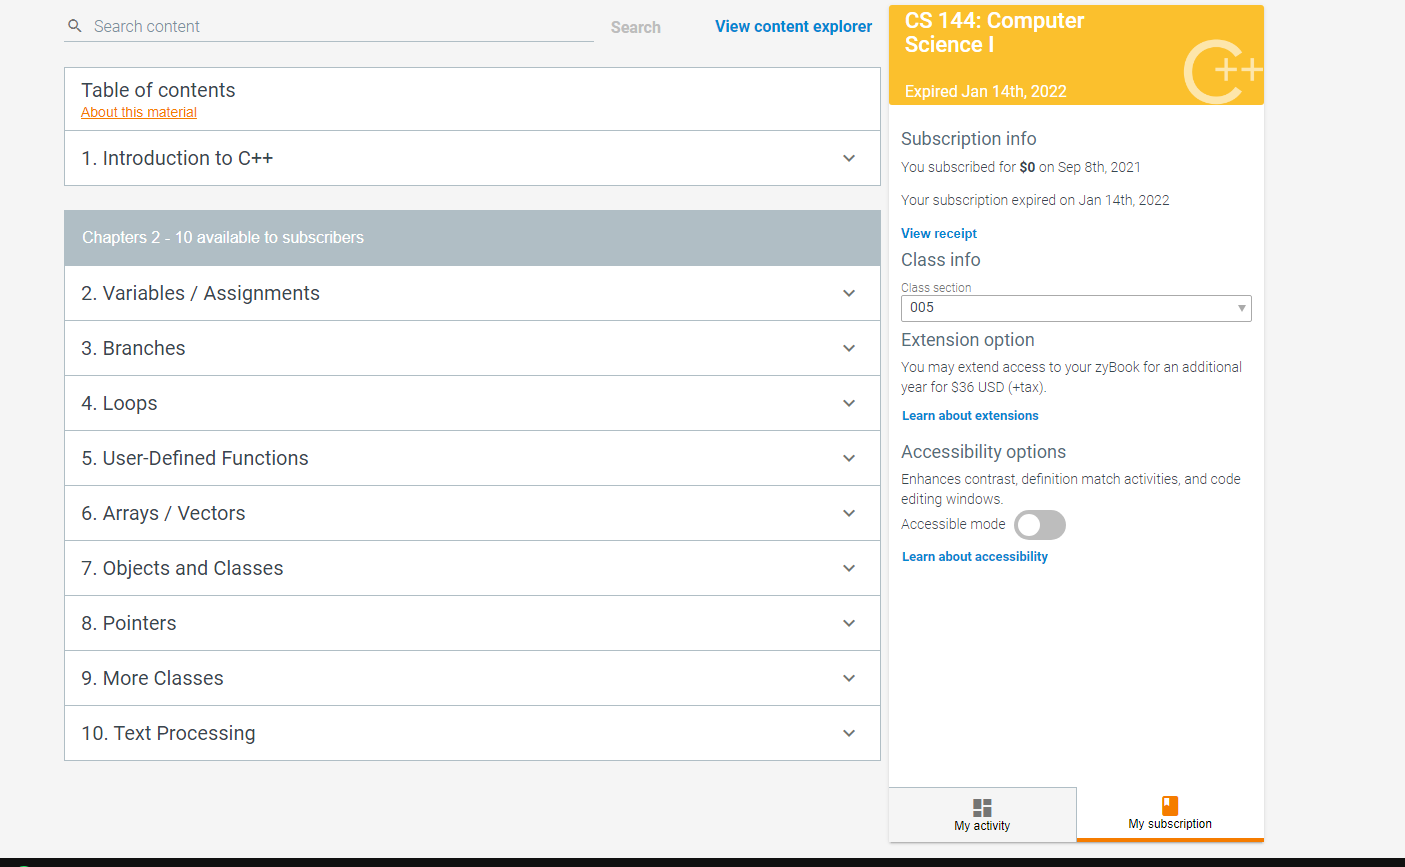 Search content
Search
View content explorer
Table of contents
About this material
1. Introduction to C++
Chapters 2 - 10 available to subscribers
2. Variables / Assignments
3. Branches
4. Loops
5. User-Defined Functions
6. Arrays / Vectors
7. Objects and Classes
8. Pointers
9. More Classes
10. Text Processing
CS 144: Computer
Science I
C++
Expired Jan 14th, 2022
Subscription info
You subscribed for $0 on Sep 8th, 2021
Your subscription expired on Jan 14th, 2022
View receipt
Class info
Class section
005
Extension option
You may extend access to your zyBook for an additional
year for $36 USD (+tax).
Learn about extensions
Accessibility options
Enhances contrast, definition match activities, and code
editing windows.
Accessible mode
Learn about accessibility
My activity
My subscription